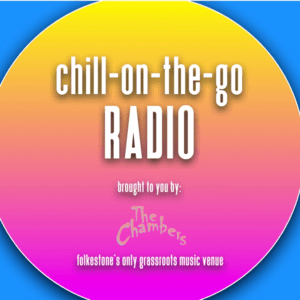 chill-on-the-go
RADIO
brought to you by:
The
Chambers
folkestone's only grassroots music venue